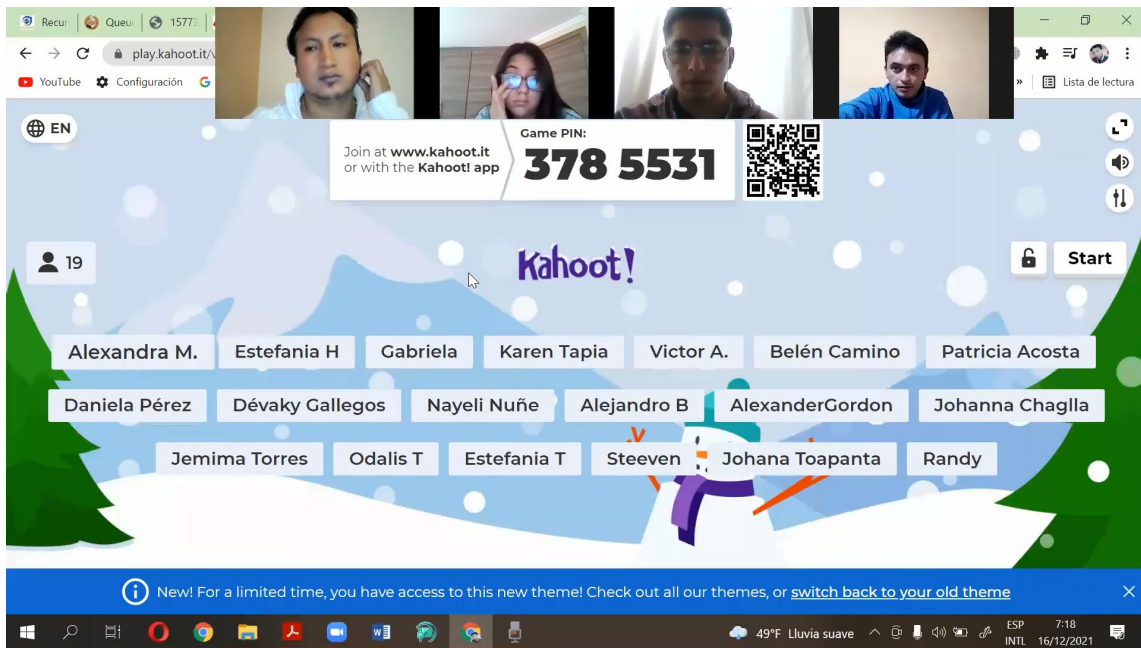 Recur
Queu
1577
play.kahoot.it/
YouTube
Configuración
»
Lista de lectura
EN
Join at www.kahoot.it
or with the Kahoot! app
Game PIN:
378 5531
19
Kahoot!
Start
Alexandra M.
Estefania H
Gabriela
Karen Tapia
Victor A.
Belén Camino
Patricia Acosta
Daniela Pérez
Dévaky Gallegos
Nayeli Nuñe
Alejandro B
AlexanderGordon
Johanna Chaglla
Jemima Torres
Odalis T
Estefania T
Steeven
Johana Toapanta
Randy
New! For a limited time, you have access to this new theme! Check out all our themes, or switch back to your old theme
49°F Lluvia suave
ESP
INTL
7:18
16/12/2021